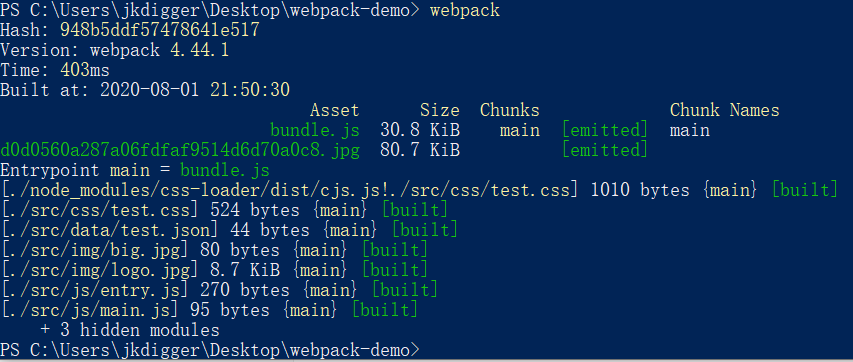 PS C:\Users\jkdigger\Desktop\webpack-demo> webpack
Hash: 948b5ddf57478641e517
Version: webpack 4.44.1
Time: 403ms
Built at: 2020-08-01 21:50:30
Asset Size Chunks Chunk Names
bundle.js 30.8 KiB main [emitted] main
d0d0560a287a06fdfaf9514d6d70a0c8.jpg 80.7 KiB [emitted]
Entrypoint main = bundle.js
[./node_modules/css-loader/dist/cjs.js!./src/css/test.css] 1010 bytes {main} [built]
[./src/css/test.css] 524 bytes {main} [built]
[./src/data/test.json] 44 bytes {main} [built]
[./src/img/big.jpg] 80 bytes {main} [built]
[./src/img/logo.jpg] 8.7 KiB {main} [built]
[./src/js/entry.js] 270 bytes {main} [built]
[./src/js/main.js] 95 bytes {main} [built]
+ 3 hidden modules
PS C:\Users\jkdigger\Desktop\webpack-demo>